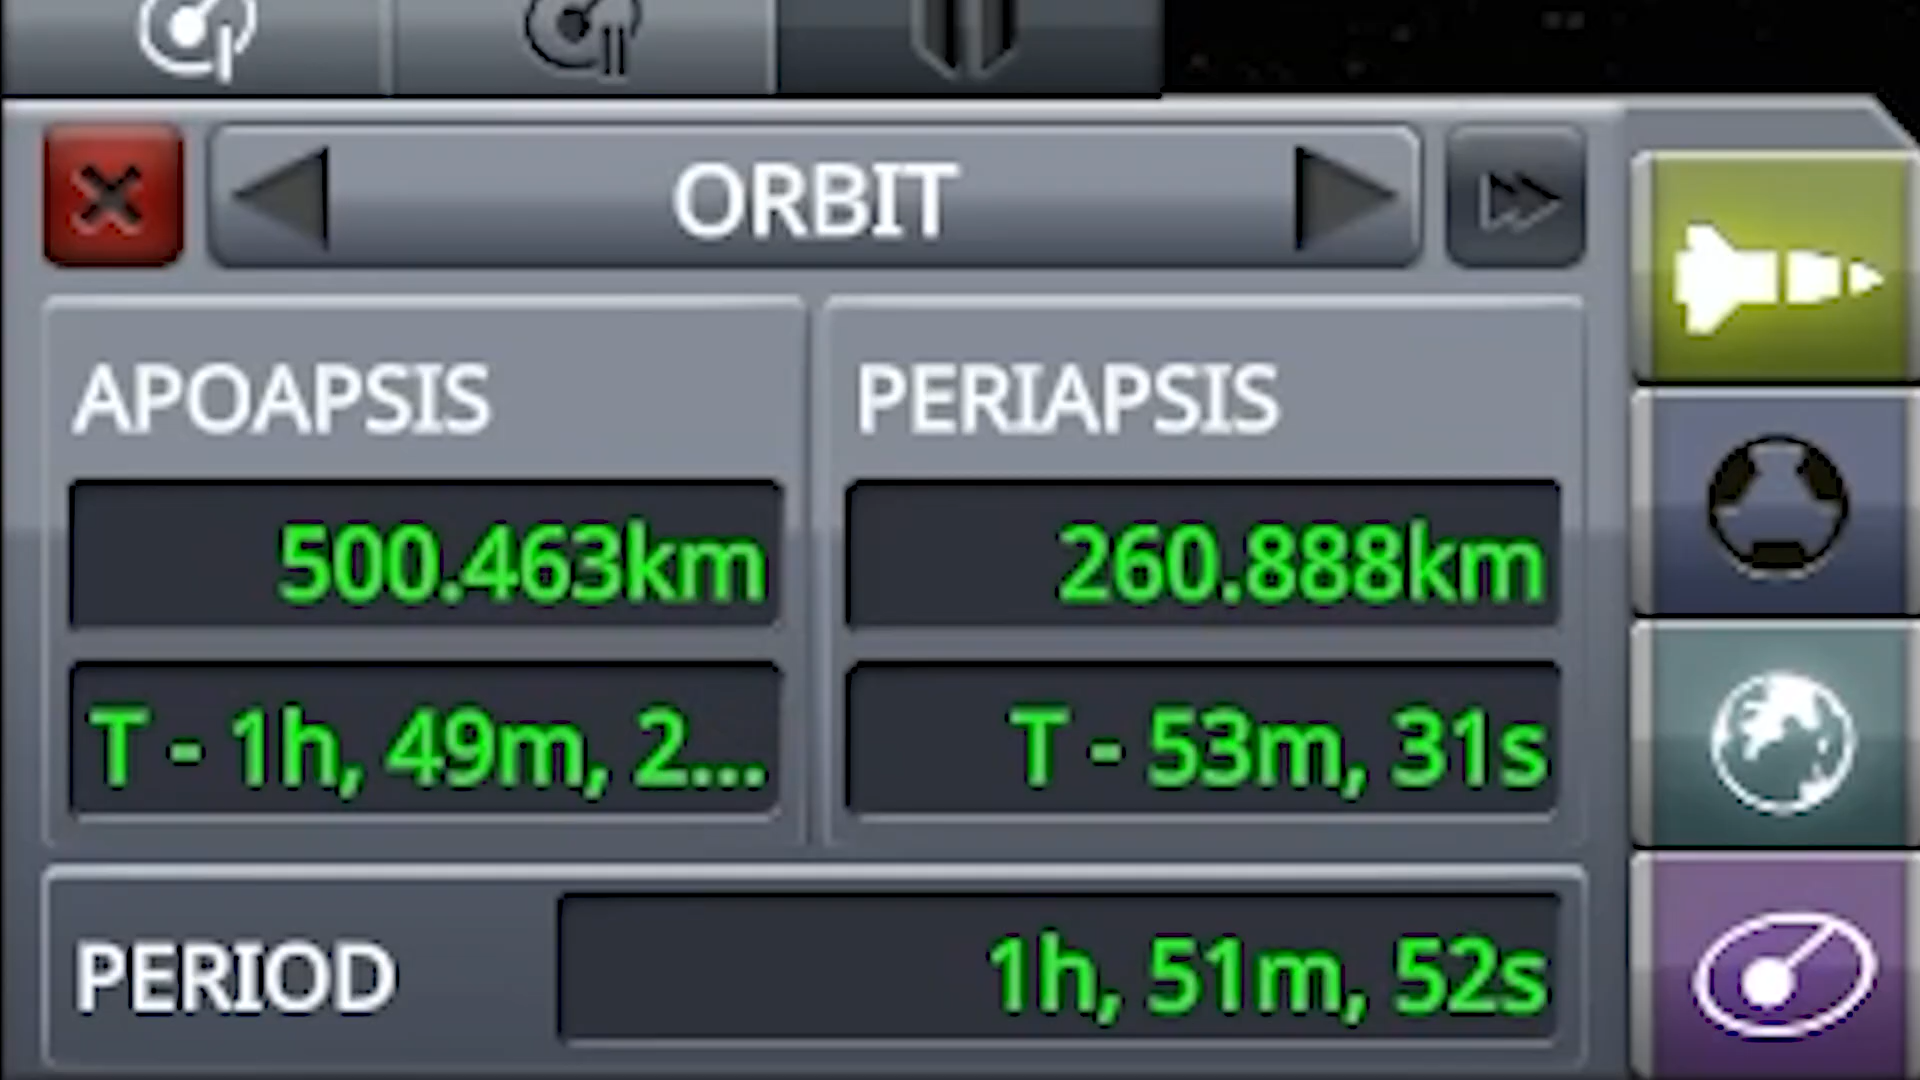 ORBIT
APOAPSIS
PERIAPSIS
500.463km
260.888km
T - 1h, 49m, 2...
T - 53m, 31s
PERIOD
1h, 51m, 52s